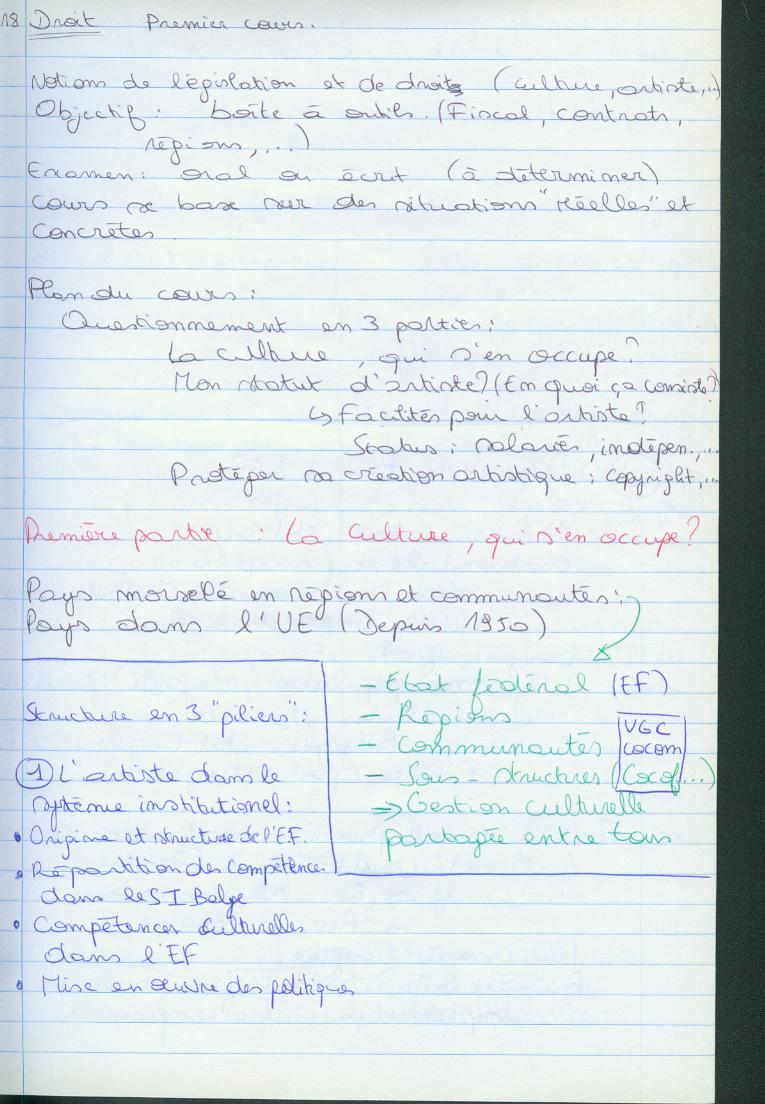 18 Droit Premier cours.
Notions de législation et de droits (culture, artiste,..)
Objectif : boîte à outils. (Fiscal, contrats,
régions,...)
Examen : oral ou écrit (à déterminer)
Cours se base sur des situations "réelles" et
concrètes.
Plan du cours :
Questionnement en 3 parties :
La culture, qui s'en occupe ?
Mon statut d'artiste ? (En quoi ça consiste ?)
↳ Facilités pour l'artiste ?
Status : salariés, indépen.,...
Protéger sa création artistique : copyright,...
Première partie : La culture, qui s'en occupe ?
Pays morselé en régions et communautés :
Pays dans l'UE (Depuis 1950)
- Etat fédéral (EF)
- Régions
- Communautés
- Sous-structures (Cocof...)
VGC
COCOM
=> Gestion culturelle
partagée entre tous
Structure en 3 "piliers" :
1 L'artiste dans le
système institutionel :
• Origine et structure de l'EF.
• Répartition des compétences
dans le SI Belge
• Compétences culturelles
dans l'EF
• Mise en œuvre des politiques